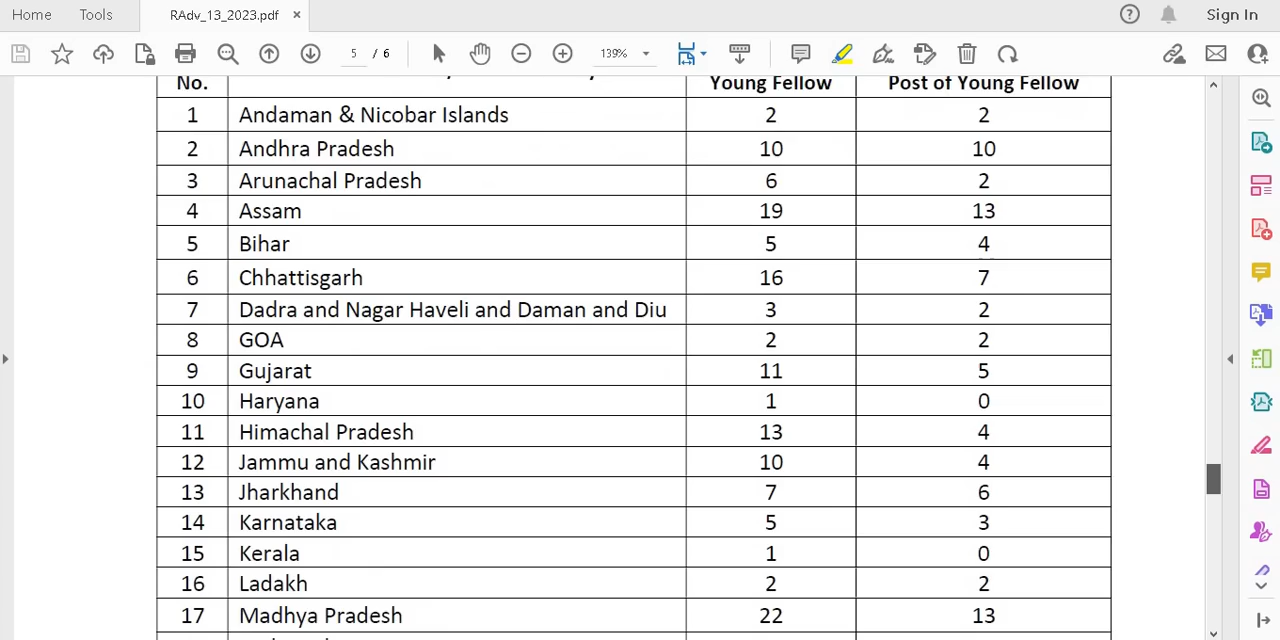 Home Tools RAdv_13_2023.pdf × Sign In
5 / 6 139%
No. Young Fellow Post of Young Fellow
1 Andaman & Nicobar Islands 2 2
2 Andhra Pradesh 10 10
3 Arunachal Pradesh 6 2
4 Assam 19 13
5 Bihar 5 4
6 Chhattisgarh 16 7
7 Dadra and Nagar Haveli and Daman and Diu 3 2
8 GOA 2 2
9 Gujarat 11 5
10 Haryana 1 0
11 Himachal Pradesh 13 4
12 Jammu and Kashmir 10 4
13 Jharkhand 7 6
14 Karnataka 5 3
15 Kerala 1 0
16 Ladakh 2 2
17 Madhya Pradesh 22 13